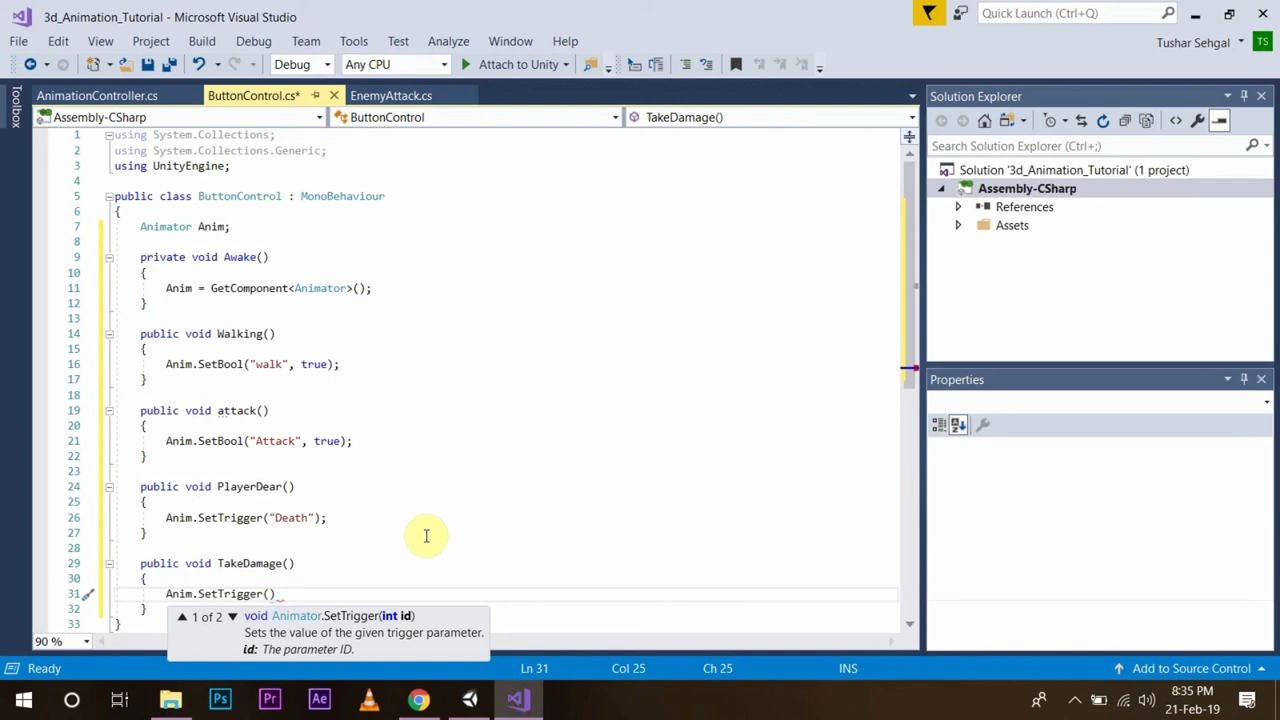 3d_Animation_Tutorial - Microsoft Visual Studio
Quick Launch (Ctrl+Q)
File Edit View Project Build Debug Team Tools Test Analyze Window Help
Tushar Sehgal TS
Debug Any CPU Attach to Unity
Toolbox
AnimationController.cs ButtonControl.cs* EnemyAttack.cs
Assembly-CSharp ButtonControl TakeDamage()
1 using System.Collections;
2 using System.Collections.Generic;
3 using UnityEngine;
4
5 public class ButtonControl : MonoBehaviour
6 {
7 Animator Anim;
8
9 private void Awake()
10 {
11 Anim = GetComponent<Animator>();
12 }
13
14 public void Walking()
15 {
16 Anim.SetBool("walk", true);
17 }
18
19 public void attack()
20 {
21 Anim.SetBool("Attack", true);
22 }
23
24 public void PlayerDear()
25 {
26 Anim.SetTrigger("Death");
27 }
28
29 public void TakeDamage()
30 {
31 Anim.SetTrigger()
32 }
33 }
1 of 2 void Animator.SetTrigger(int id)
Sets the value of the given trigger parameter.
id: The parameter ID.
90 %
Solution Explorer
Search Solution Explorer (Ctrl+;)
Solution '3d_Animation_Tutorial' (1 project)
Assembly-CSharp
References
Assets
Properties
Ready Ln 31 Col 25 Ch 25 INS Add to Source Control
Ps Pr Ae
8:35 PM
21-Feb-19